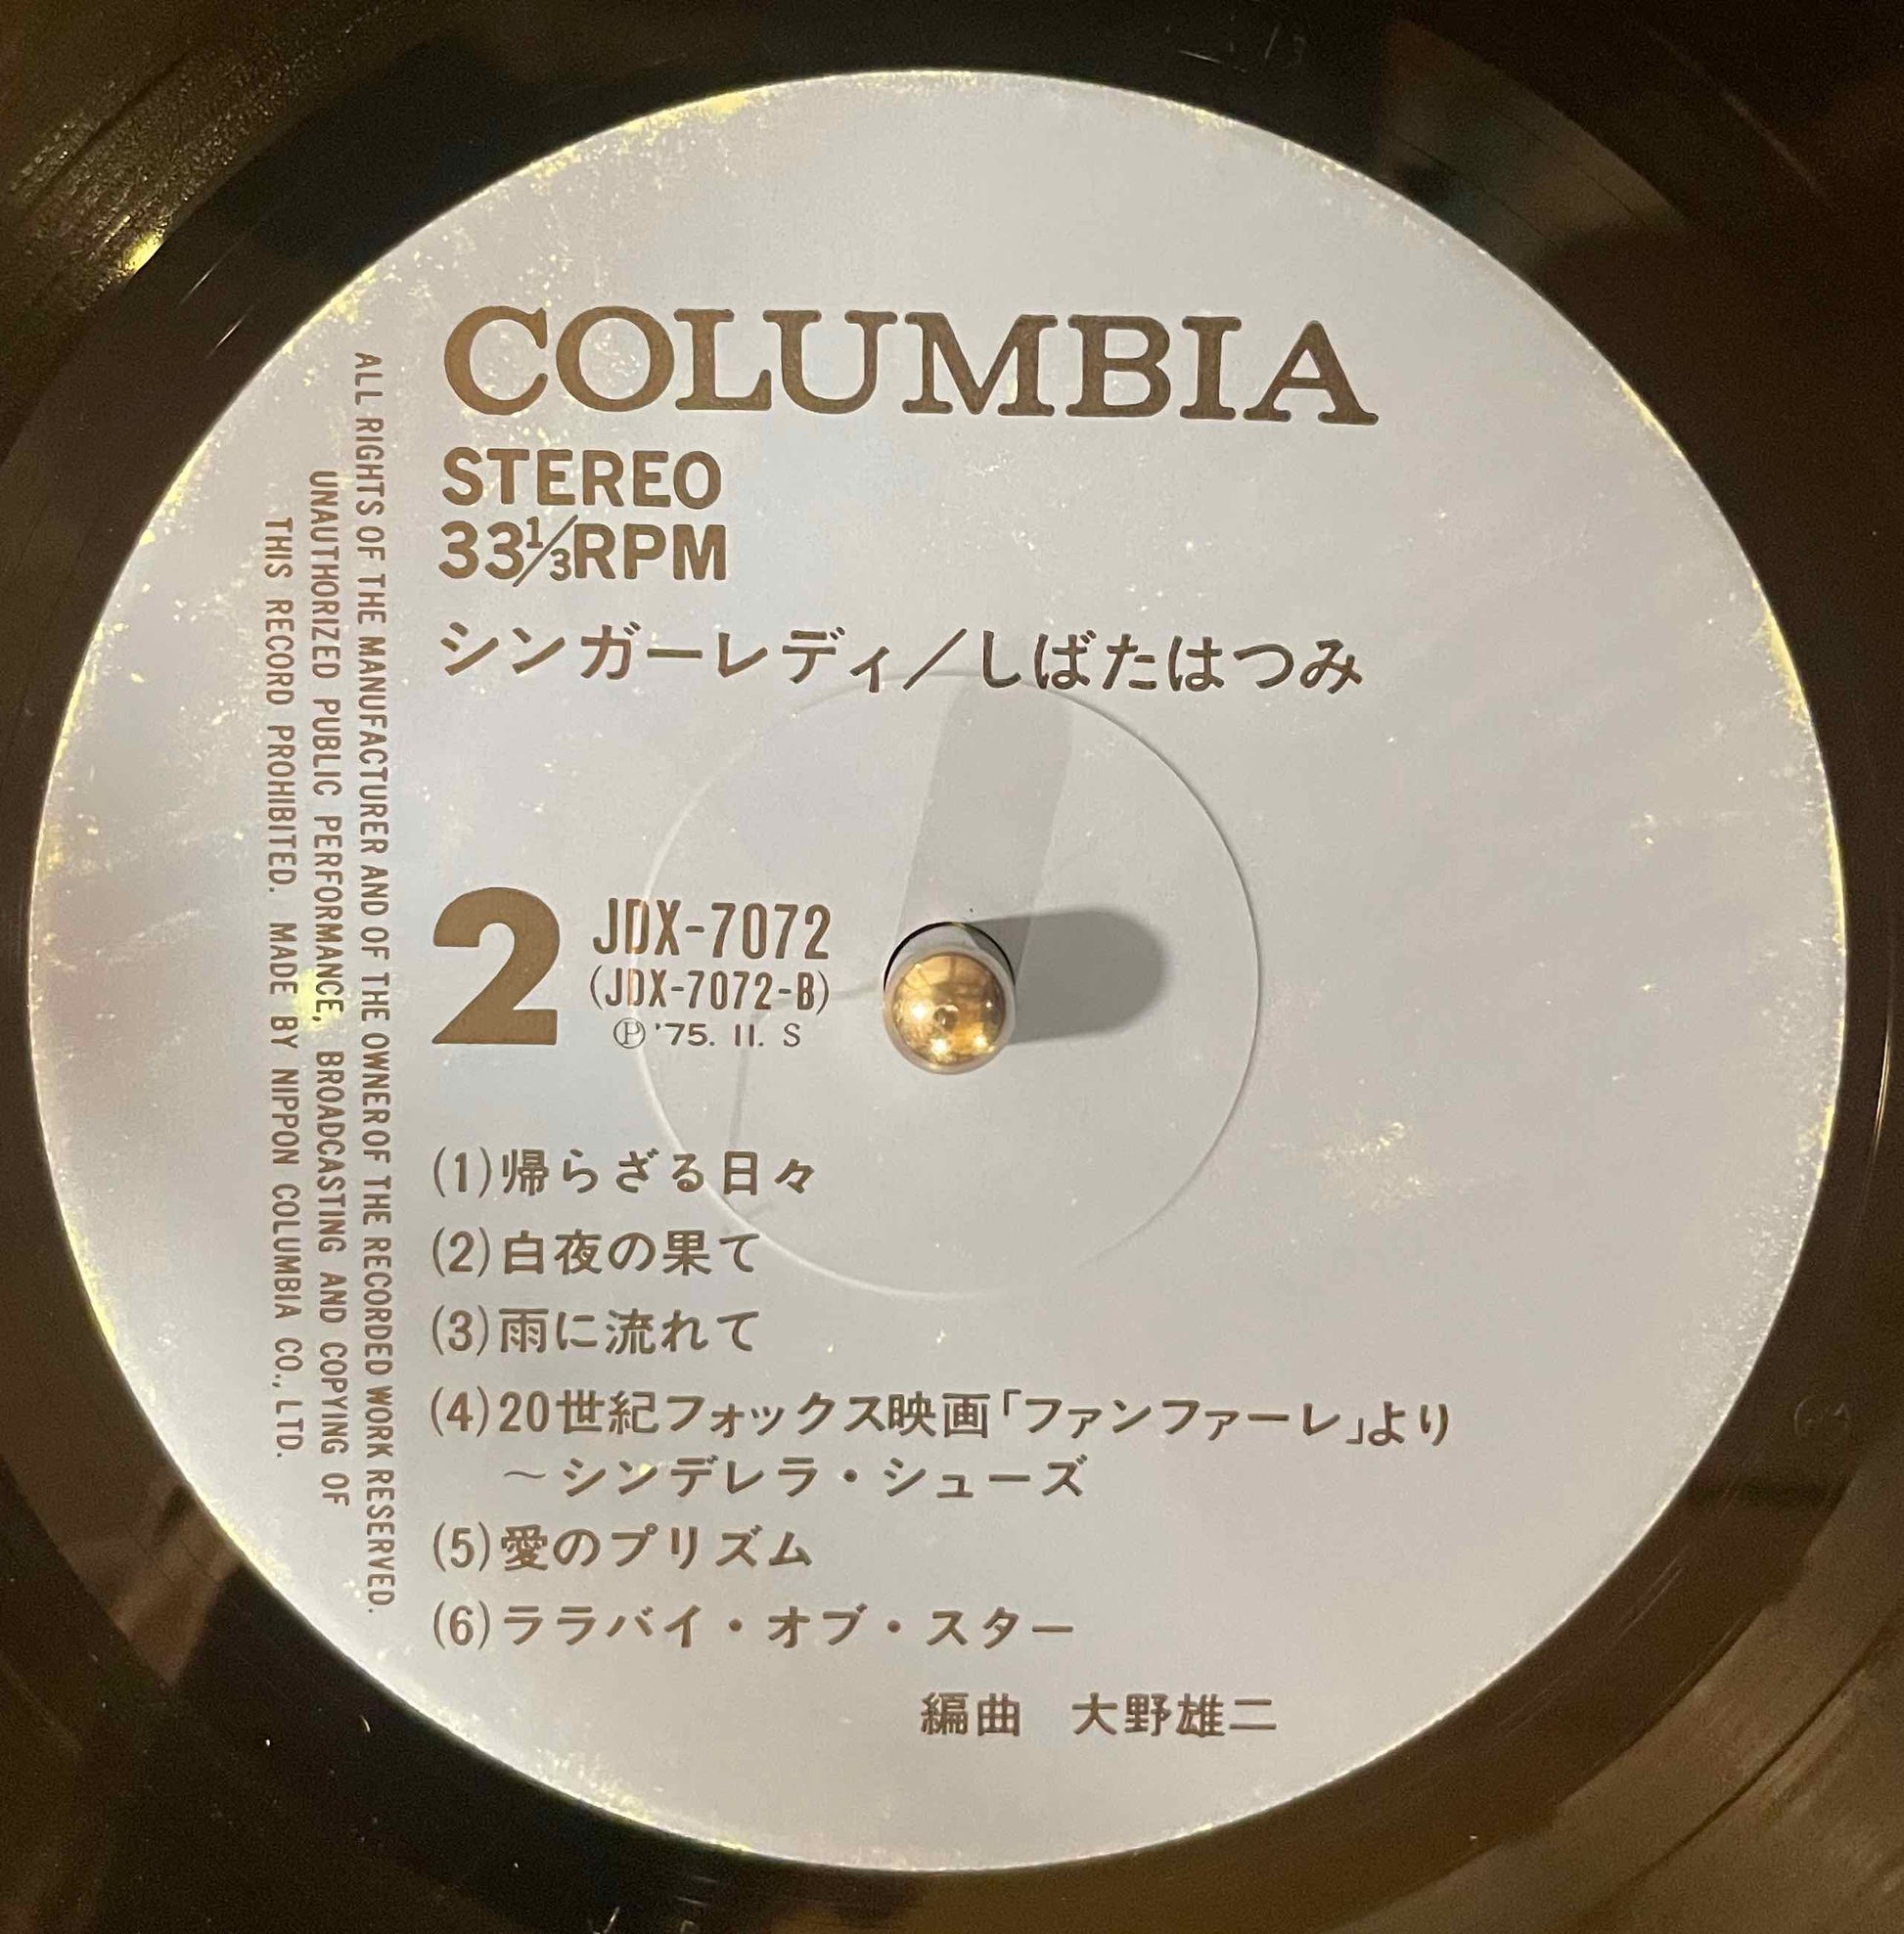 COLUMBIA
STEREO
33⅓RPM
シンガーレディ／しばたはつみ
2
JDX-7072
(JDX-7072-B)
Ⓟ '75. 11. S
(1)帰らざる日々
(2)白夜の果て
(3)雨に流れて
(4)20世紀フォックス映画「ファンファーレ」より
～シンデレラ・シューズ
(5)愛のプリズム
(6)ララバイ・オブ・スター
編曲　大野雄二
ALL RIGHTS OF THE MANUFACTURER AND OF THE OWNER OF THE RECORDED WORK RESERVED.
UNAUTHORIZED PUBLIC PERFORMANCE, BROADCASTING AND COPYING OF
THIS RECORD PROHIBITED. MADE BY NIPPON COLUMBIA CO., LTD.